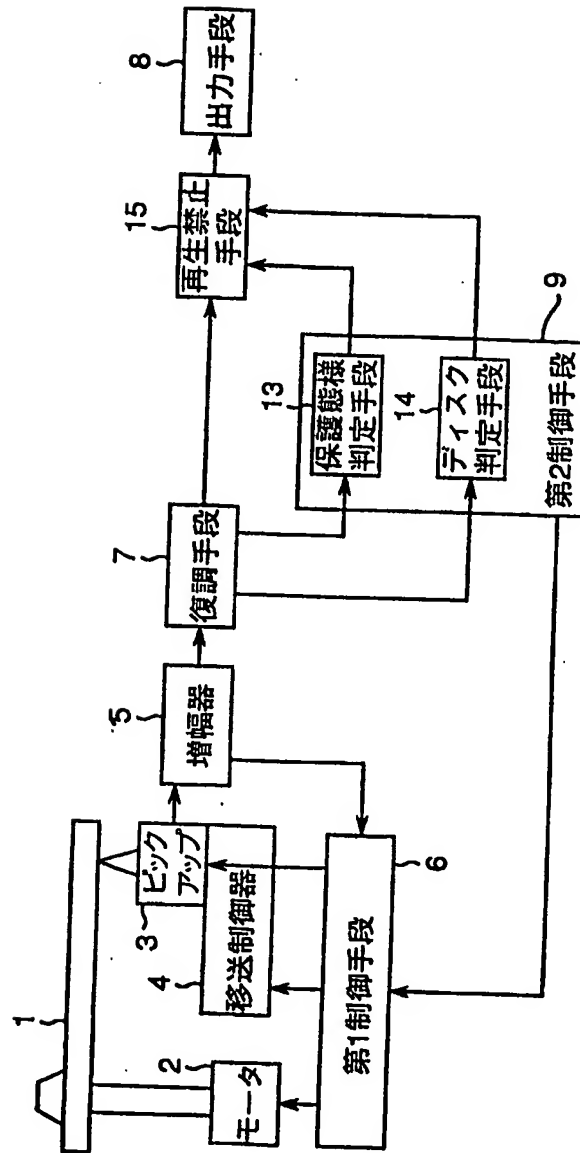 1
2
モータ
3
ピック
アップ
4
移送制御器
5
増幅器
6
第1制御手段
7
復調手段
13
保護態様
判定手段
14
ディスク
判定手段
第2制御手段
9
15
再生禁止
手段
8
出力手段